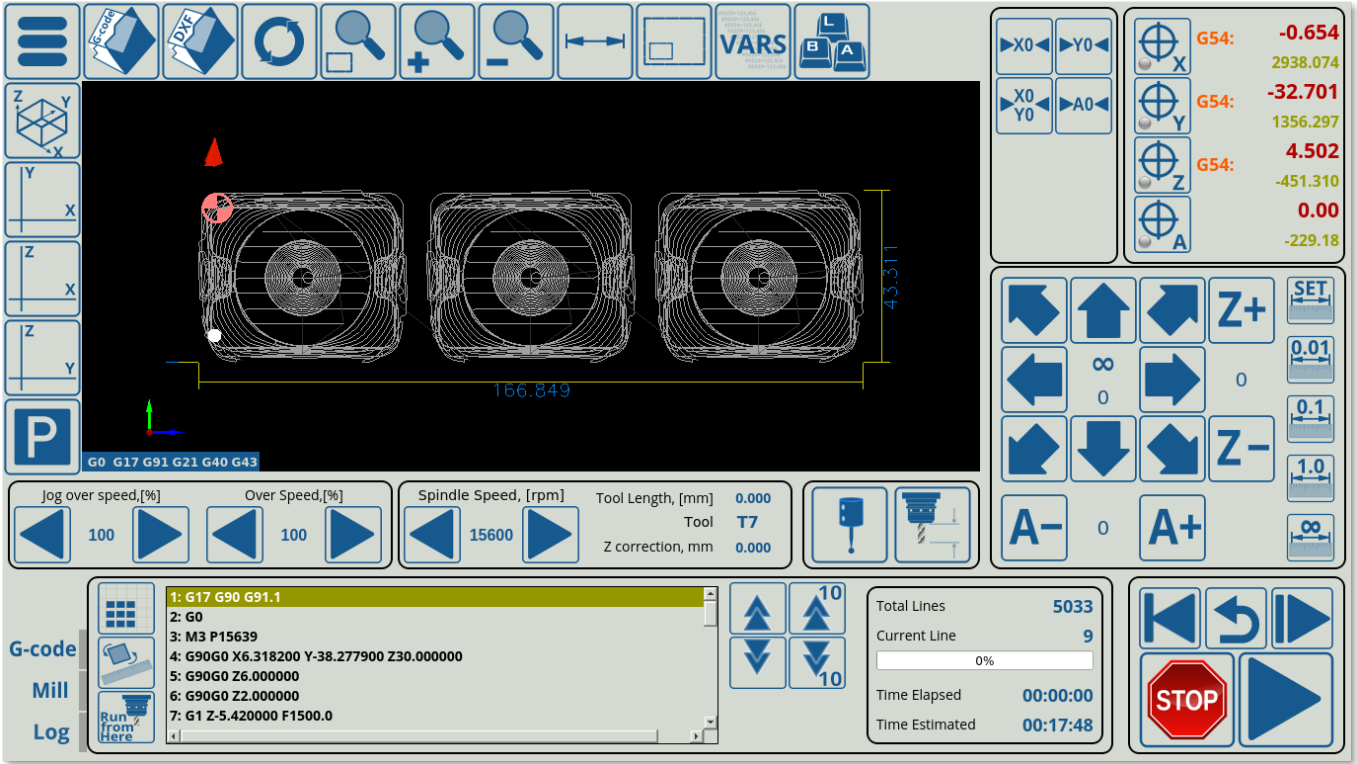 G-code
DXF
VARS
L
B A
X0 Y0
X0
Y0
A0
X G54: -0.654
2938.074
Y G54: -32.701
1356.297
Z G54: 4.502
-451.310
A 0.00
-229.18
Z Y
X
Y
X
Z
X
Z
Y
P
43.311
166.849
G0 G17 G91 G21 G40 G43
Z+
∞
0
0
Z-
A-
0
A+
SET
0.01
0.1
1.0
∞
Jog over speed,[%]
100
Over Speed,[%]
100
Spindle Speed, [rpm]
15600
Tool Length, [mm] 0.000
Tool T7
Z correction, mm 0.000
G-code
Mill
Log
Run
from
Here
1: G17 G90 G91.1
2: G0
3: M3 P15639
4: G90G0 X6.318200 Y-38.277900 Z30.000000
5: G90G0 Z6.000000
6: G90G0 Z2.000000
7: G1 Z-5.420000 F1500.0
10
10
Total Lines 5033
Current Line 9
0%
Time Elapsed 00:00:00
Time Estimated 00:17:48
STOP